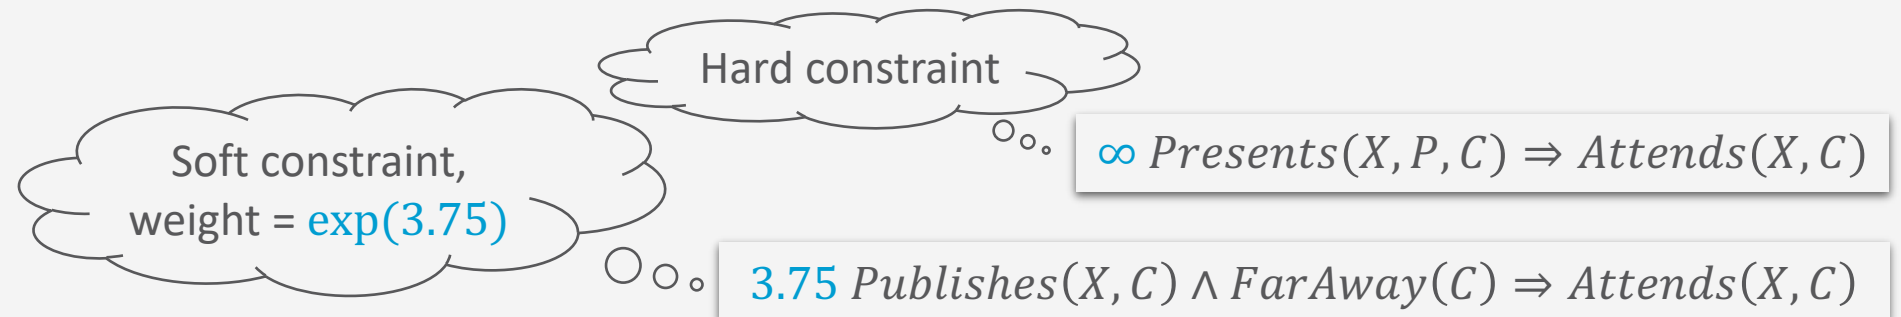 Hard constraint
∞ Presents(X, P, C) ⇒ Attends(X, C)
Soft constraint,
weight = exp(3.75)
3.75 Publishes(X, C) ∧ FarAway(C) ⇒ Attends(X, C)